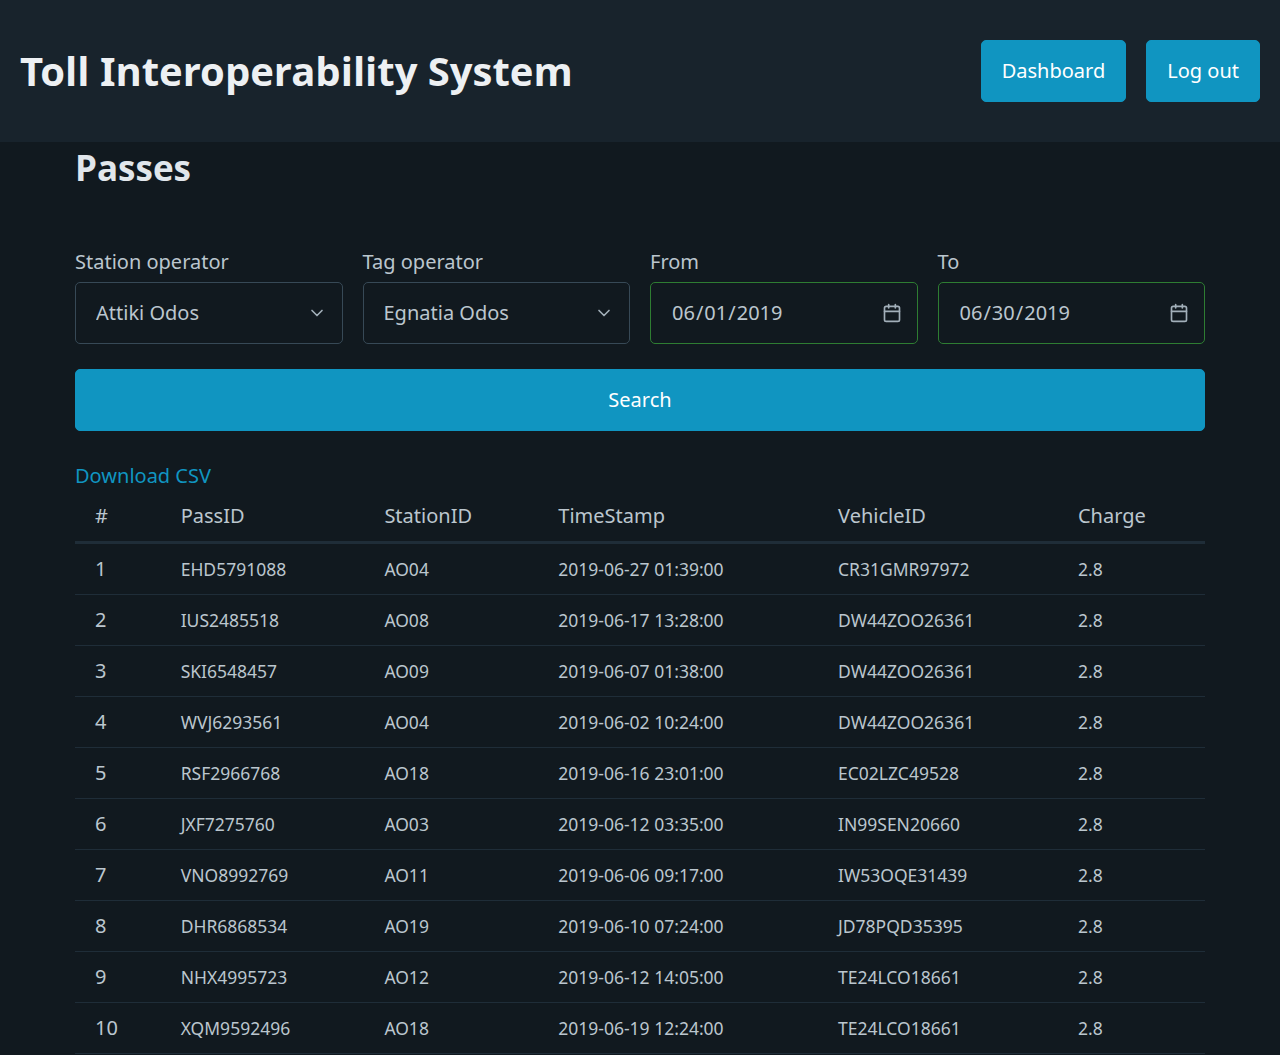 Toll Interoperability System Dashboard Log out
Passes
Station operator Tag operator From To
Attiki Odos Egnatia Odos 06/01/2019 06/30/2019
Search
Download CSV
# PassID StationID TimeStamp VehicleID Charge
1 EHD5791088 AO04 2019-06-27 01:39:00 CR31GMR97972 2.8
2 IUS2485518 AO08 2019-06-17 13:28:00 DW44ZOO26361 2.8
3 SKI6548457 AO09 2019-06-07 01:38:00 DW44ZOO26361 2.8
4 WVJ6293561 AO04 2019-06-02 10:24:00 DW44ZOO26361 2.8
5 RSF2966768 AO18 2019-06-16 23:01:00 EC02LZC49528 2.8
6 JXF7275760 AO03 2019-06-12 03:35:00 IN99SEN20660 2.8
7 VNO8992769 AO11 2019-06-06 09:17:00 IW53OQE31439 2.8
8 DHR6868534 AO19 2019-06-10 07:24:00 JD78PQD35395 2.8
9 NHX4995723 AO12 2019-06-12 14:05:00 TE24LCO18661 2.8
10 XQM9592496 AO18 2019-06-19 12:24:00 TE24LCO18661 2.8